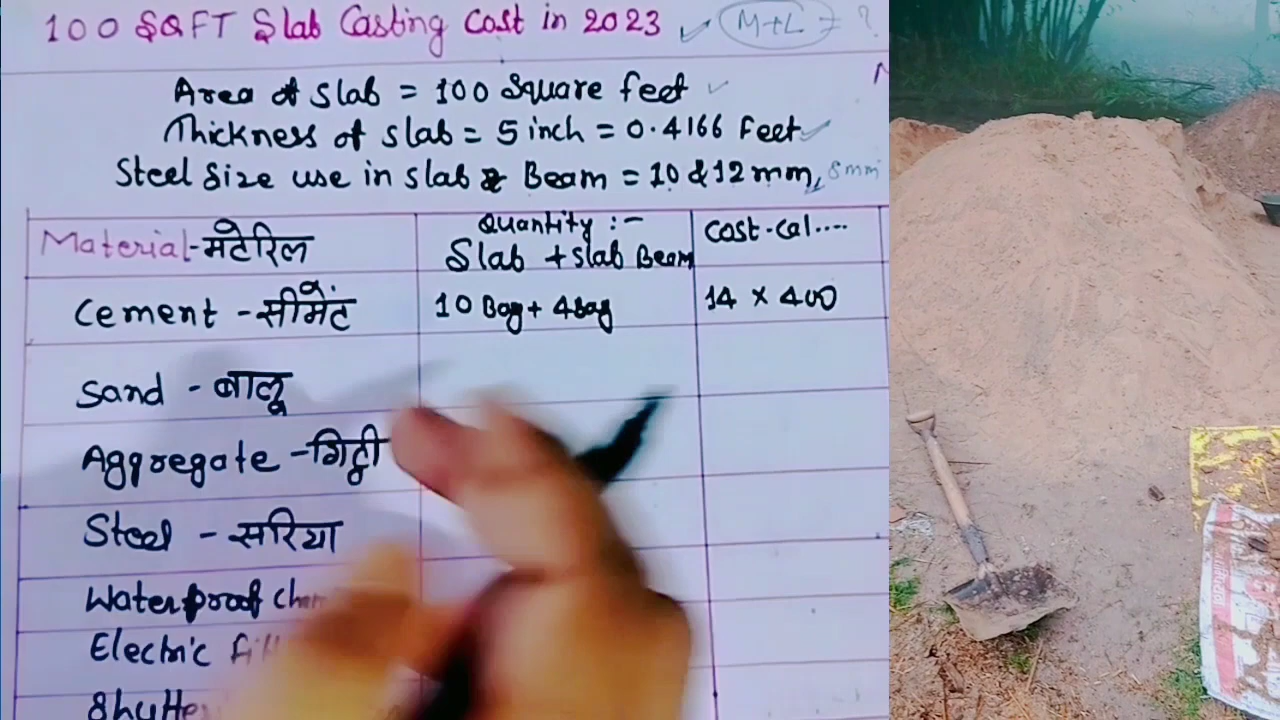 100 SQFT Slab Casting Cost in 2023 M+L = ?
Area of slab = 100 Square feet
Thickness of slab = 5 inch = 0.4166 Feet
Steel Size use in slab & Beam = 10 & 12 mm, 8mm
Material-मटेरिल
Quantity :-
Slab + slab Beam
Cost.cal....
Cement - सीमेंट
10 Bag + 4 Bag
14 x 400
Sand - बालू
Aggregate - गिट्टी
Steel - सरिया
Waterproof
Electric